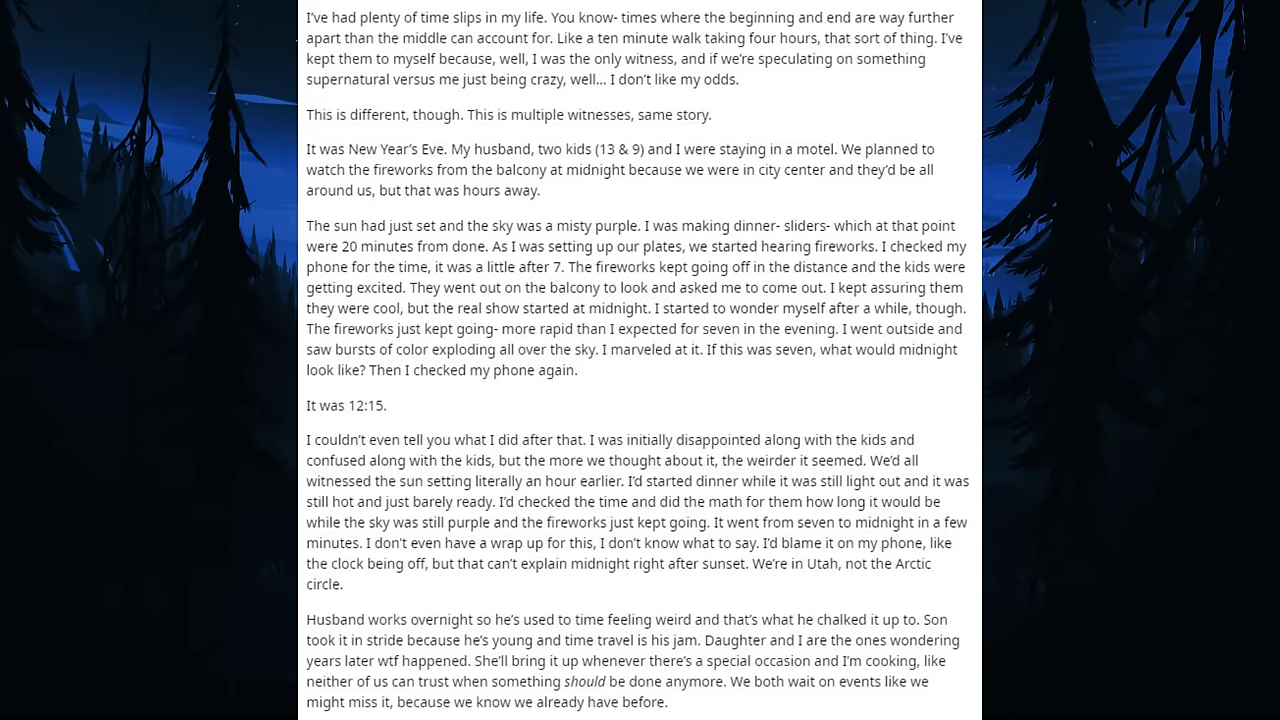 I've had plenty of time slips in my life. You know- times where the beginning and end are way further
apart than the middle can account for. Like a ten minute walk taking four hours, that sort of thing. I've
kept them to myself because, well, I was the only witness, and if we're speculating on something
supernatural versus me just being crazy, well... I don't like my odds.
This is different, though. This is multiple witnesses, same story.
It was New Year's Eve. My husband, two kids (13 & 9) and I were staying in a motel. We planned to
watch the fireworks from the balcony at midnight because we were in city center and they'd be all
around us, but that was hours away.
The sun had just set and the sky was a misty purple. I was making dinner- sliders- which at that point
were 20 minutes from done. As I was setting up our plates, we started hearing fireworks. I checked my
phone for the time, it was a little after 7. The fireworks kept going off in the distance and the kids were
getting excited. They went out on the balcony to look and asked me to come out. I kept assuring them
they were cool, but the real show started at midnight. I started to wonder myself after a while, though.
The fireworks just kept going- more rapid than I expected for seven in the evening. I went outside and
saw bursts of color exploding all over the sky. I marveled at it. If this was seven, what would midnight
look like? Then I checked my phone again.
It was 12:15.
I couldn't even tell you what I did after that. I was initially disappointed along with the kids and
confused along with the kids, but the more we thought about it, the weirder it seemed. We'd all
witnessed the sun setting literally an hour earlier. I'd started dinner while it was still light out and it was
still hot and just barely ready. I'd checked the time and did the math for them how long it would be
while the sky was still purple and the fireworks just kept going. It went from seven to midnight in a few
minutes. I don't even have a wrap up for this, I don't know what to say. I'd blame it on my phone, like
the clock being off, but that can't explain midnight right after sunset. We're in Utah, not the Arctic
circle.
Husband works overnight so he's used to time feeling weird and that's what he chalked it up to. Son
took it in stride because he's young and time travel is his jam. Daughter and I are the ones wondering
years later wtf happened. She'll bring it up whenever there's a special occasion and I'm cooking, like
neither of us can trust when something should be done anymore. We both wait on events like we
might miss it, because we know we already have before.